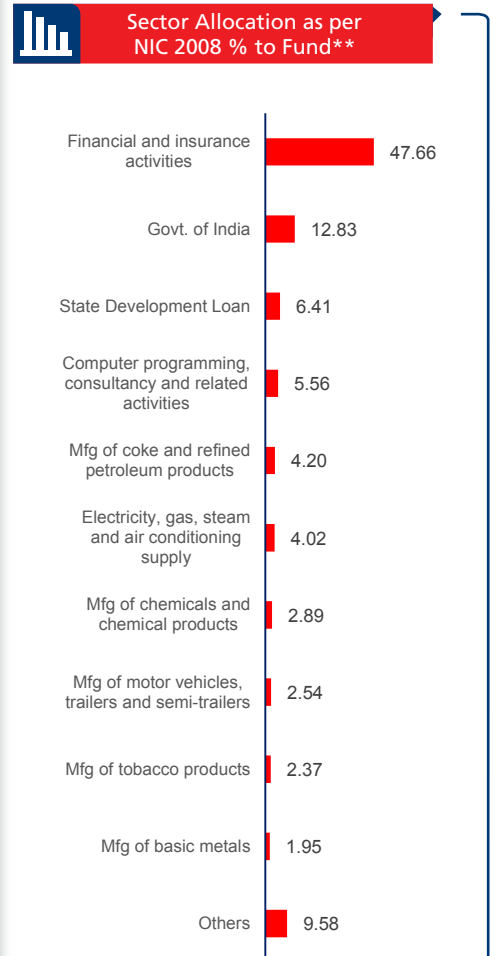 Sector Allocation as per
NIC 2008 % to Fund**
Financial and insurance
activities
47.66
Govt. of India
12.83
State Development Loan
6.41
Computer programming,
consultancy and related
activities
5.56
Mfg of coke and refined
petroleum products
4.20
Electricity, gas, steam
and air conditioning
supply
4.02
Mfg of chemicals and
chemical products
2.89
Mfg of motor vehicles,
trailers and semi-trailers
2.54
Mfg of tobacco products
2.37
Mfg of basic metals
1.95
Others
9.58